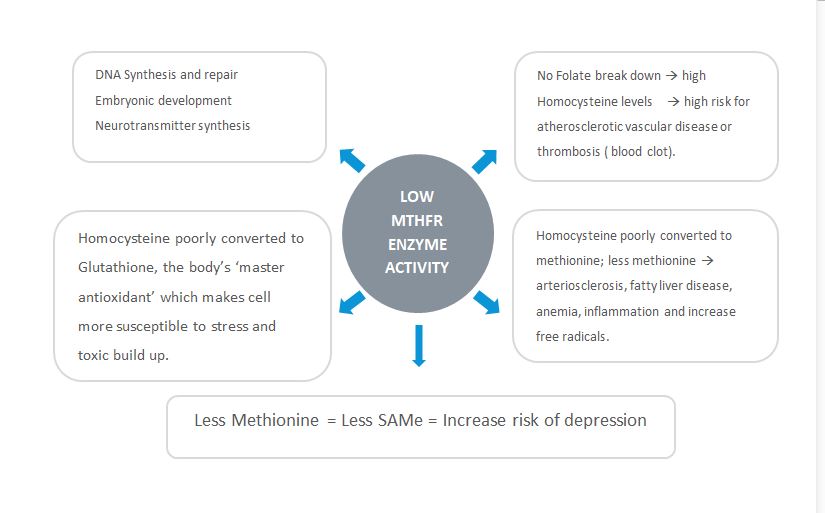 DNA Synthesis and repair
Embryonic development
Neurotransmitter synthesis
No Folate break down → high
Homocysteine levels → high risk for
atherosclerotic vascular disease or
thrombosis ( blood clot).
LOW
MTHFR
ENZYME
ACTIVITY
Homocysteine poorly converted to
Glutathione, the body's 'master
antioxidant' which makes cell
more susceptible to stress and
toxic build up.
Homocysteine poorly converted to
methionine; less methionine →
arteriosclerosis, fatty liver disease,
anemia, inflammation and increase
free radicals.
Less Methionine = Less SAMe = Increase risk of depression